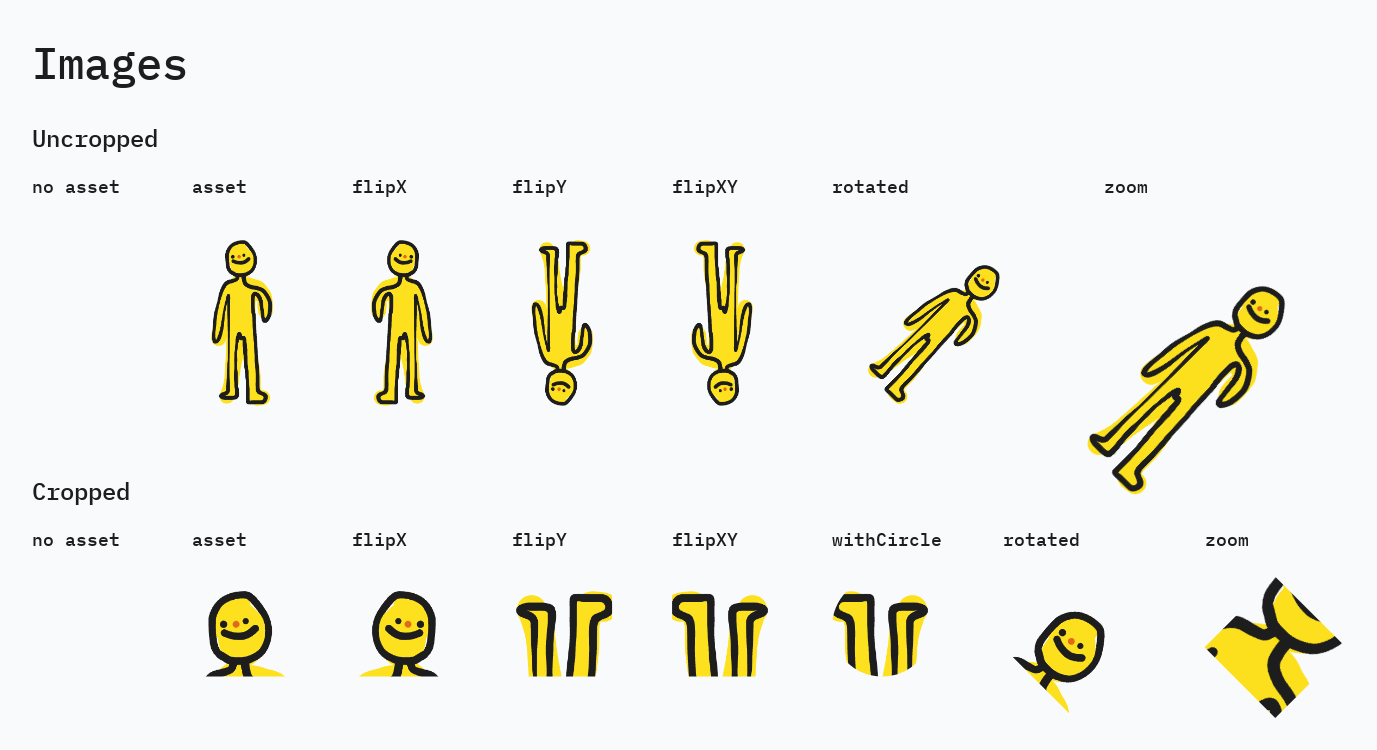 Images
Uncropped
no asset asset flipX flipY flipXY rotated zoom
Cropped
no asset asset flipX flipY flipXY withCircle rotated zoom